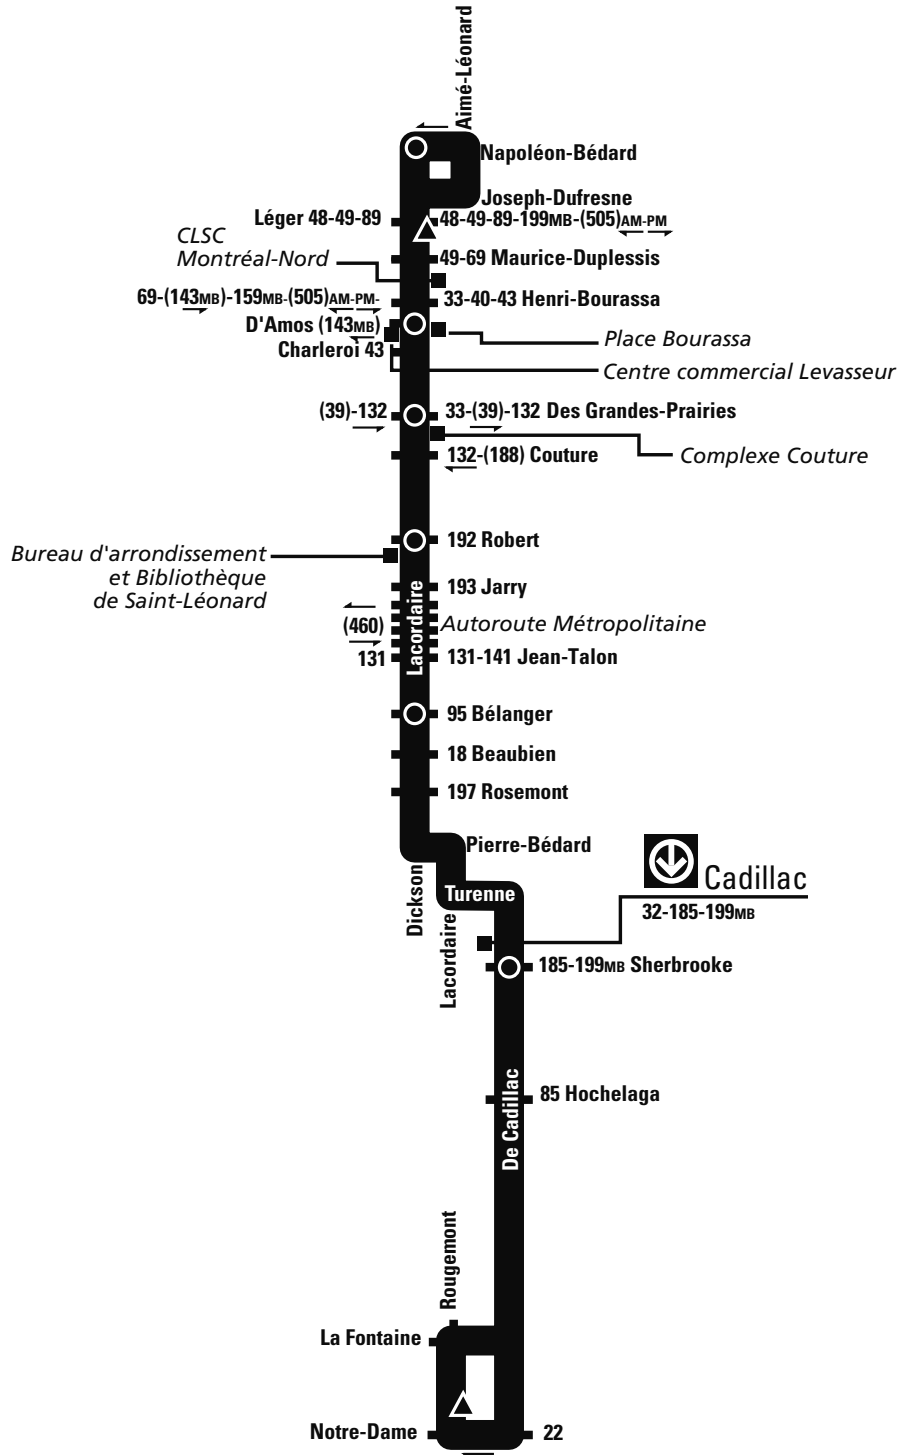 Aimé-Léonard
Napoléon-Bédard
Joseph-Dufresne
Léger 48-49-89
48-49-89-199MB-(505)AM-PM
CLSC
Montréal-Nord
49-69 Maurice-Duplessis
69-(143MB)-159MB-(505)AM-PM-
33-40-43 Henri-Bourassa
D'Amos (143MB)
Place Bourassa
Charleroi 43
Centre commercial Levasseur
(39)-132
33-(39)-132 Des Grandes-Prairies
132-(188) Couture
Complexe Couture
192 Robert
Bureau d'arrondissement
et Bibliothèque
de Saint-Léonard
193 Jarry
Lacordaire
(460)
Autoroute Métropolitaine
131
131-141 Jean-Talon
95 Bélanger
18 Beaubien
197 Rosemont
Pierre-Bédard
Cadillac
Dickson
Turenne
32-185-199MB
Lacordaire
185-199MB Sherbrooke
85 Hochelaga
De Cadillac
Rougemont
La Fontaine
Notre-Dame
22